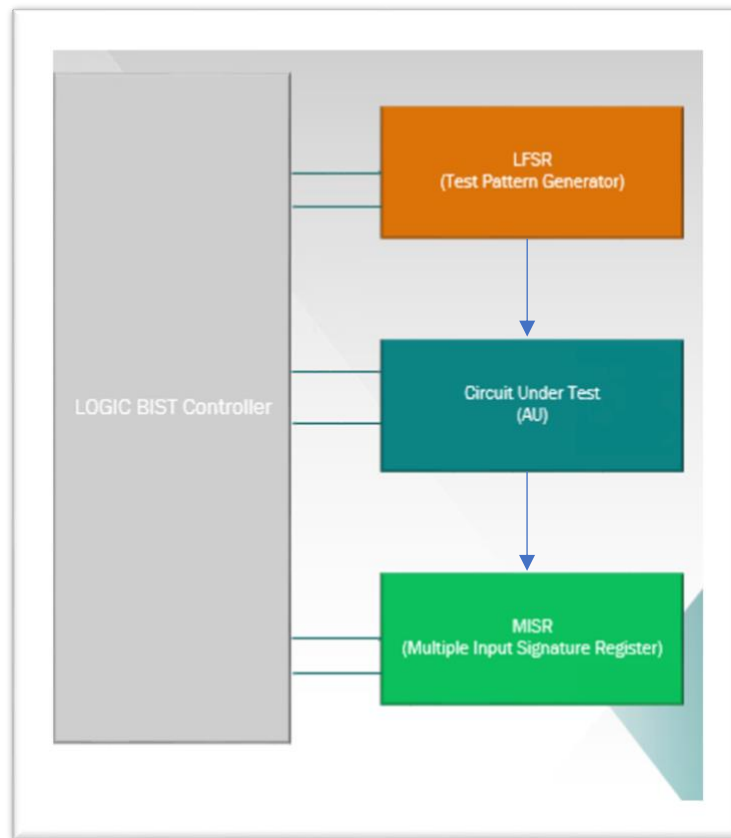 LFSR
(Test Pattern Generator)
LOGIC BIST Controller
Circuit Under Test
(AU)
MISR
(Multiple Input Signature Register)